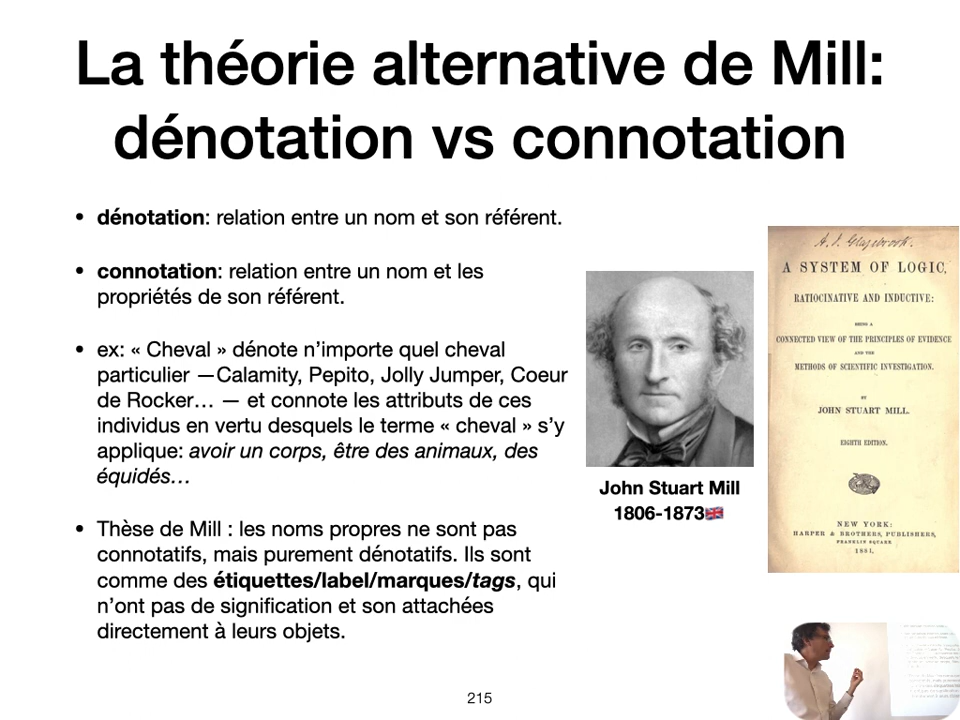 La théorie alternative de Mill:
dénotation vs connotation
• dénotation: relation entre un nom et son référent.
• connotation: relation entre un nom et les
propriétés de son référent.
• ex: « Cheval » dénote n’importe quel cheval
particulier —Calamity, Pepito, Jolly Jumper, Coeur
de Rocker… — et connote les attributs de ces
individus en vertu desquels le terme « cheval » s’y
applique: avoir un corps, être des animaux, des
équidés…
• Thèse de Mill : les noms propres ne sont pas
connotatifs, mais purement dénotatifs. Ils sont
comme des étiquettes/label/marques/tags, qui
n’ont pas de signification et son attachées
directement à leurs objets.
John Stuart Mill
1806-1873🇬🇧
A. J. Glazebrook.
A SYSTEM OF LOGIC,
RATIOCINATIVE AND INDUCTIVE:
BEING A
CONNECTED VIEW OF THE PRINCIPLES OF EVIDENCE
AND THE
METHODS OF SCIENTIFIC INVESTIGATION.
BY
JOHN STUART MILL.
EIGHTH EDITION.
NEW YORK:
HARPER & BROTHERS, PUBLISHERS,
FRANKLIN SQUARE
1881.
215